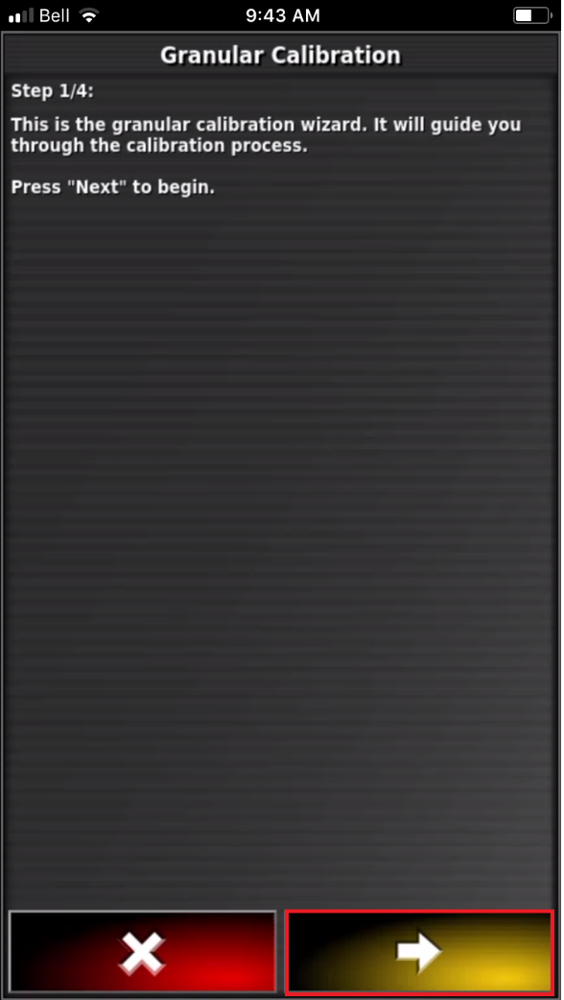 Bell
9:43 AM
Granular Calibration
Step 1/4:
This is the granular calibration wizard. It will guide you
through the calibration process.
Press "Next" to begin.